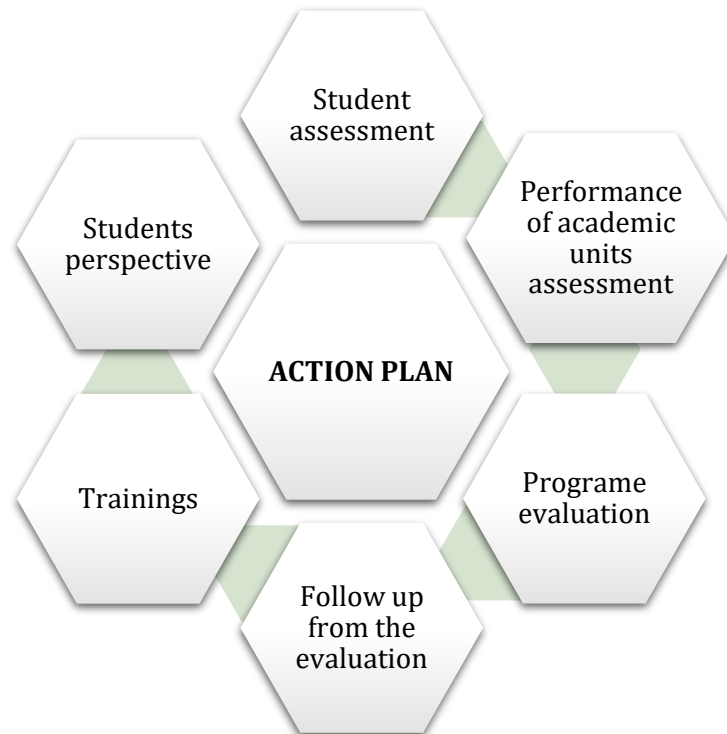 Student
assessment
Performance
of academic
units
assessment
Students
perspective
ACTION PLAN
Trainings
Programe
evaluation
Follow up
from the
evaluation